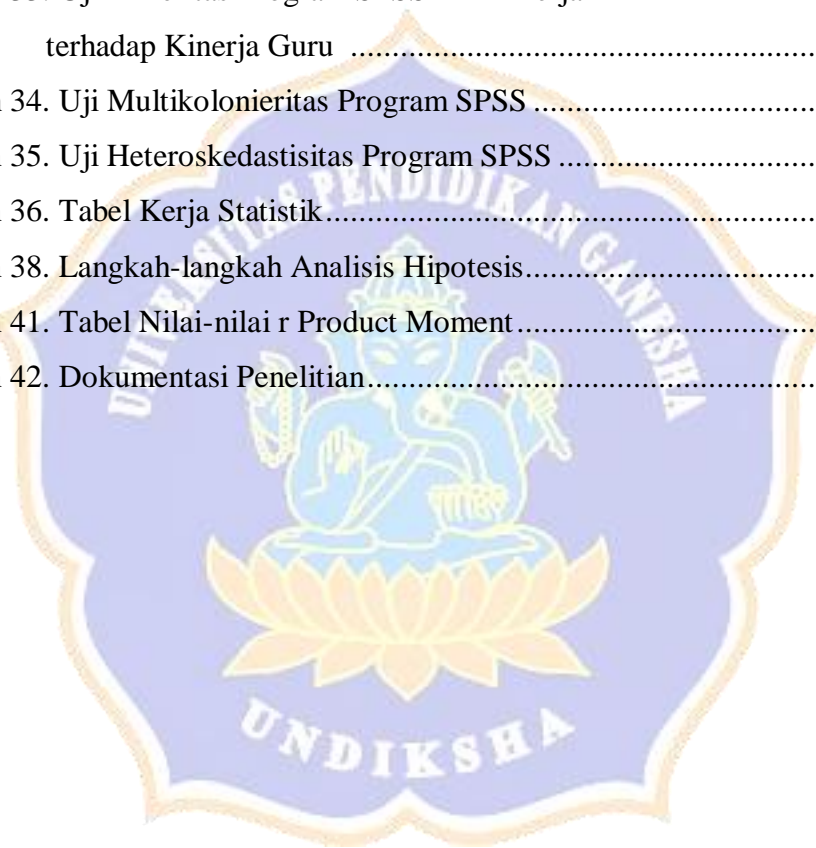 terhadap Kinerja Guru ................................................
34. Uji Multikolonieritas Program SPSS ................................................
35. Uji Heteroskedastisitas Program SPSS ................................................
36. Tabel Kerja Statistik................................................
38. Langkah-langkah Analisis Hipotesis................................................
41. Tabel Nilai-nilai r Product Moment................................................
42. Dokumentasi Penelitian................................................
UNIVERSITAS PENDIDIKAN GANESHA
UNDIKSHA